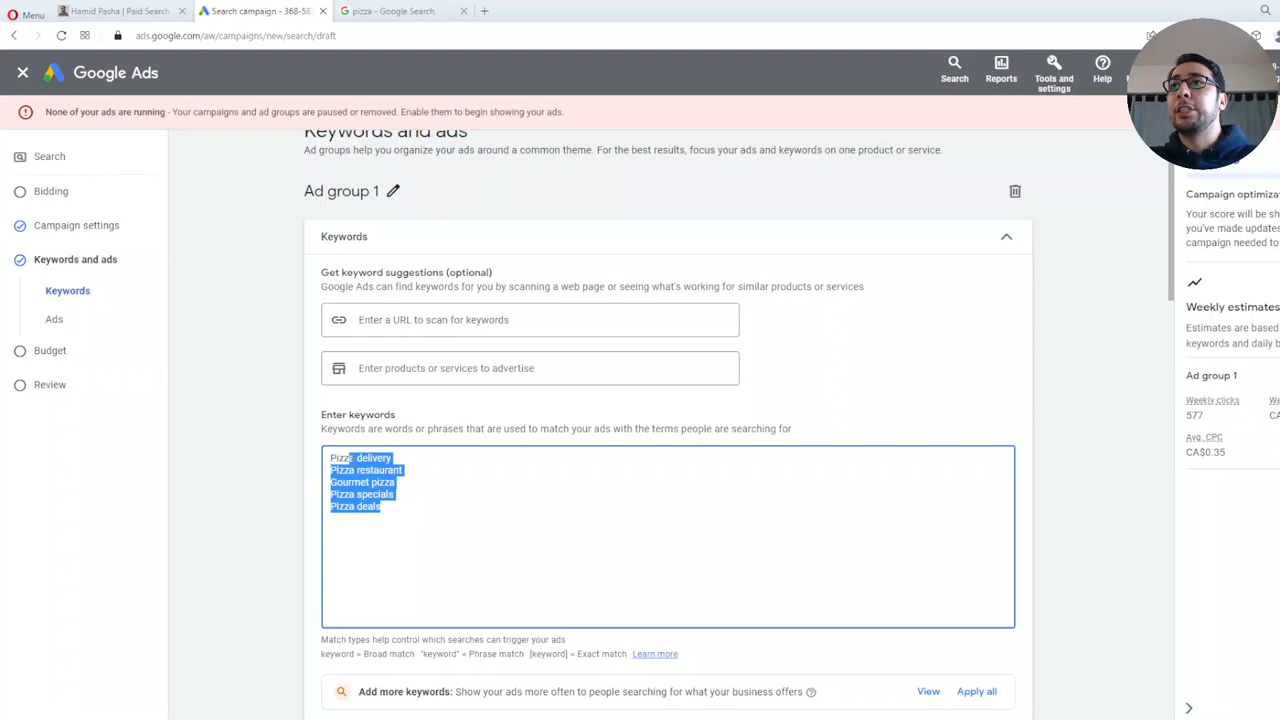 Menu
Hamid Pasha | Paid Search
Search campaign - 368-58
pizza - Google Search
ads.google.com/aw/campaigns/new/search/draft
Google Ads
Search
Reports
Tools and
settings
Help
None of your ads are running - Your campaigns and ad groups are paused or removed. Enable them to begin showing your ads.
Search
Bidding
Campaign settings
Keywords and ads
Keywords
Ads
Budget
Review
Keywords and ads
Ad groups help you organize your ads around a common theme. For the best results, focus your ads and keywords on one product or service.
Ad group 1
Keywords
Get keyword suggestions (optional)
Google Ads can find keywords for you by scanning a web page or seeing what's working for similar products or services
Enter a URL to scan for keywords
Enter products or services to advertise
Enter keywords
Keywords are words or phrases that are used to match your ads with the terms people are searching for
Pizza delivery
Pizza restaurant
Gourmet pizza
Pizza specials
Pizza deals
Match types help control which searches can trigger your ads
keyword = Broad match "keyword" = Phrase match [keyword] = Exact match Learn more
Add more keywords: Show your ads more often to people searching for what your business offers
View
Apply all
Campaign optimiza
Your score will be sh
you've made updates
campaign needed to
Weekly estimates
Estimates are based
keywords and daily b
Ad group 1
Weekly clicks
577
CA
Avg. CPC
CA$0.35